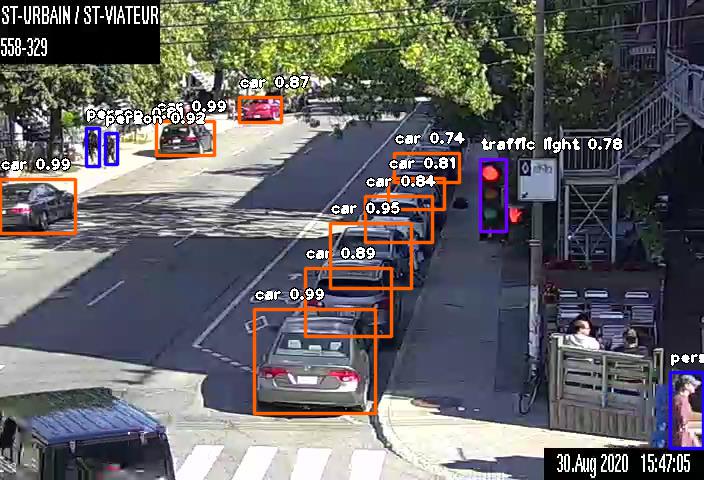 ST-URBAIN / ST-VIATEUR
558-329
car 0.87
car 0.99
person 0.92
car 0.74
traffic light 0.78
car 0.81
car 0.99
car 0.84
car 0.95
car 0.89
car 0.99
pers
30.Aug 2020 15:47:05